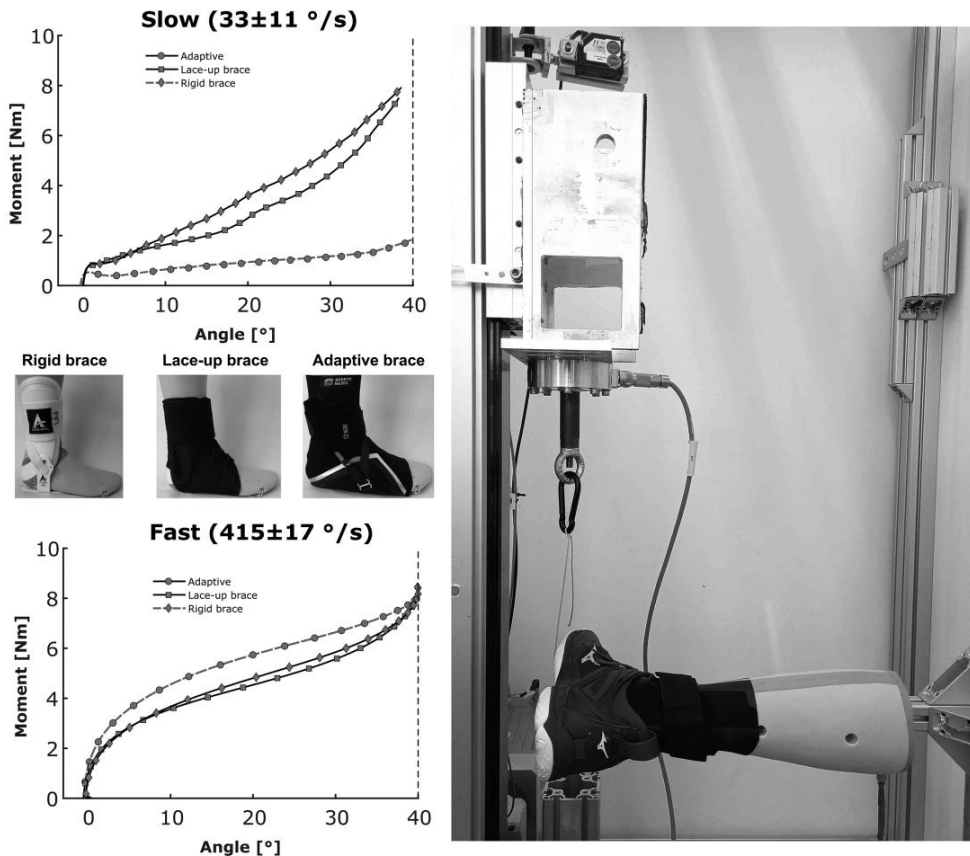 Slow (33±11 °/s)
10
8
6
4
2
0
Moment [Nm]
Adaptive
Lace-up brace
Rigid brace
0
10
20
30
40
Angle [°]
Rigid brace
Lace-up brace
Adaptive brace
Fast (415±17 °/s)
10
8
6
4
2
0
Moment [Nm]
Adaptive
Lace-up brace
Rigid brace
0
10
20
30
40
Angle [°]